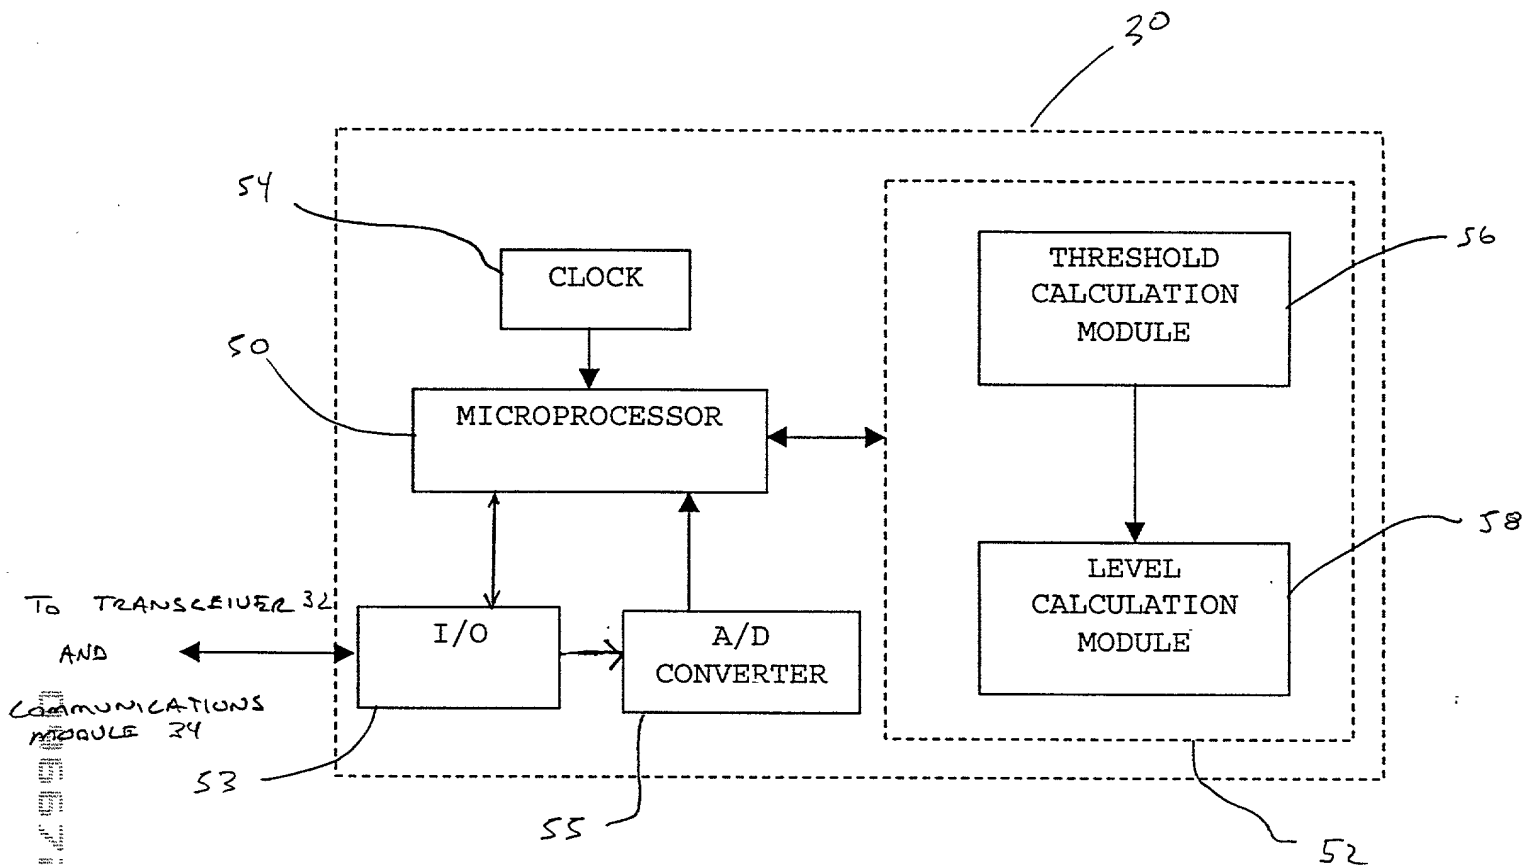 30
54
CLOCK
THRESHOLD
CALCULATION
MODULE
56
50
MICROPROCESSOR
LEVEL
CALCULATION
MODULE
58
TO TRANSCEIVER 32
AND
COMMUNICATIONS
MODULE 34
I/O
A/D
CONVERTER
53
55
52